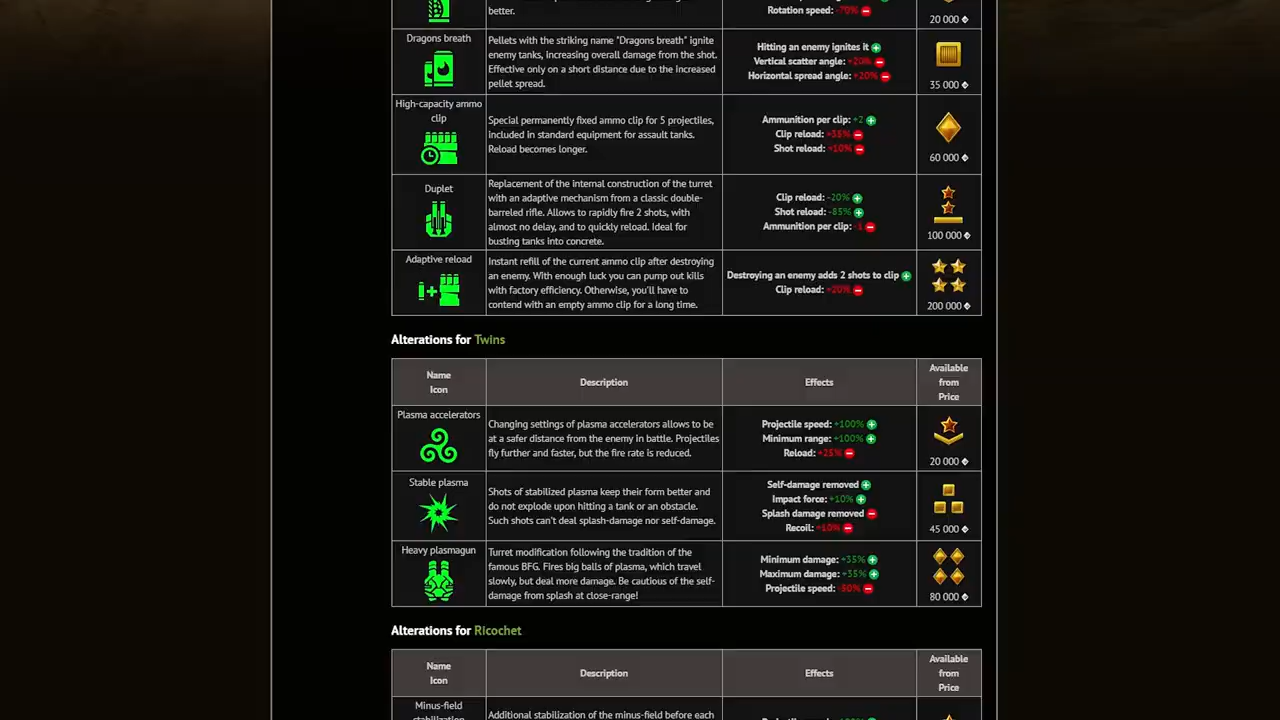 better.
Rotation speed: -70%
20 000
Dragons breath
Pellets with the striking name "Dragons breath" ignite
enemy tanks, increasing overall damage from the shot.
Effective only on a short distance due to the increased
pellet spread.
Hitting an enemy ignites it
Vertical scatter angle: +20%
Horizontal spread angle: +20%
35 000
High-capacity ammo
clip
Special permanently fixed ammo clip for 5 projectiles,
included in standard equipment for assault tanks.
Reload becomes longer.
Ammunition per clip: +2
Clip reload: +35%
Shot reload: +10%
60 000
Duplet
Replacement of the internal construction of the turret
with an adaptive mechanism from a classic double-
barreled rifle. Allows to rapidly fire 2 shots, with
almost no delay, and to quickly reload. Ideal for
busting tanks into concrete.
Clip reload: -20%
Shot reload: -85%
Ammunition per clip: -1
100 000
Adaptive reload
Instant refill of the current ammo clip after destroying
an enemy. With enough luck you can pump out kills
with factory efficiency. Otherwise, you'll have to
contend with an empty ammo clip for a long time.
Destroying an enemy adds 2 shots to clip
Clip reload: +20%
200 000
Alterations for Twins
Name
Icon
Description
Effects
Available
from
Price
Plasma accelerators
Changing settings of plasma accelerators allows to be
at a safer distance from the enemy in battle. Projectiles
fly further and faster, but the fire rate is reduced.
Projectile speed: +100%
Minimum range: +100%
Reload: +25%
20 000
Stable plasma
Shots of stabilized plasma keep their form better and
do not explode upon hitting a tank or an obstacle.
Such shots can't deal splash-damage nor self-damage.
Self-damage removed
Impact force: +10%
Splash damage removed
Recoil: +10%
45 000
Heavy plasmagun
Turret modification following the tradition of the
famous BFG. Fires big balls of plasma, which travel
slowly, but deal more damage. Be cautious of the self-
damage from splash at close-range!
Minimum damage: +35%
Maximum damage: +35%
Projectile speed: -50%
80 000
Alterations for Ricochet
Name
Icon
Description
Effects
Available
from
Price
Minus-field
stabilization
Additional stabilization of the minus-field before each